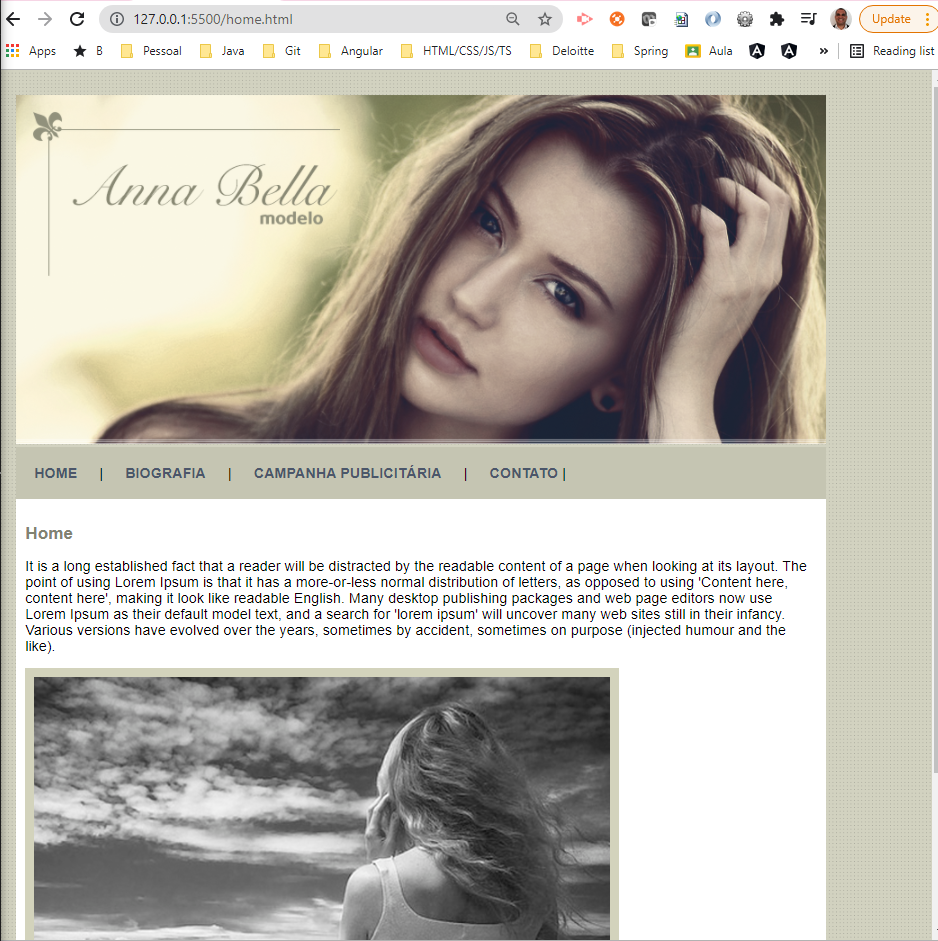 127.0.0.1:5500/home.html
Update
Apps B Pessoal Java Git Angular HTML/CSS/JS/TS Deloitte Spring Aula » Reading list
Anna Bella
modelo
HOME | BIOGRAFIA | CAMPANHA PUBLICITÁRIA | CONTATO |
Home
It is a long established fact that a reader will be distracted by the readable content of a page when looking at its layout. The
point of using Lorem Ipsum is that it has a more-or-less normal distribution of letters, as opposed to using 'Content here,
content here', making it look like readable English. Many desktop publishing packages and web page editors now use
Lorem Ipsum as their default model text, and a search for 'lorem ipsum' will uncover many web sites still in their infancy.
Various versions have evolved over the years, sometimes by accident, sometimes on purpose (injected humour and the
like).